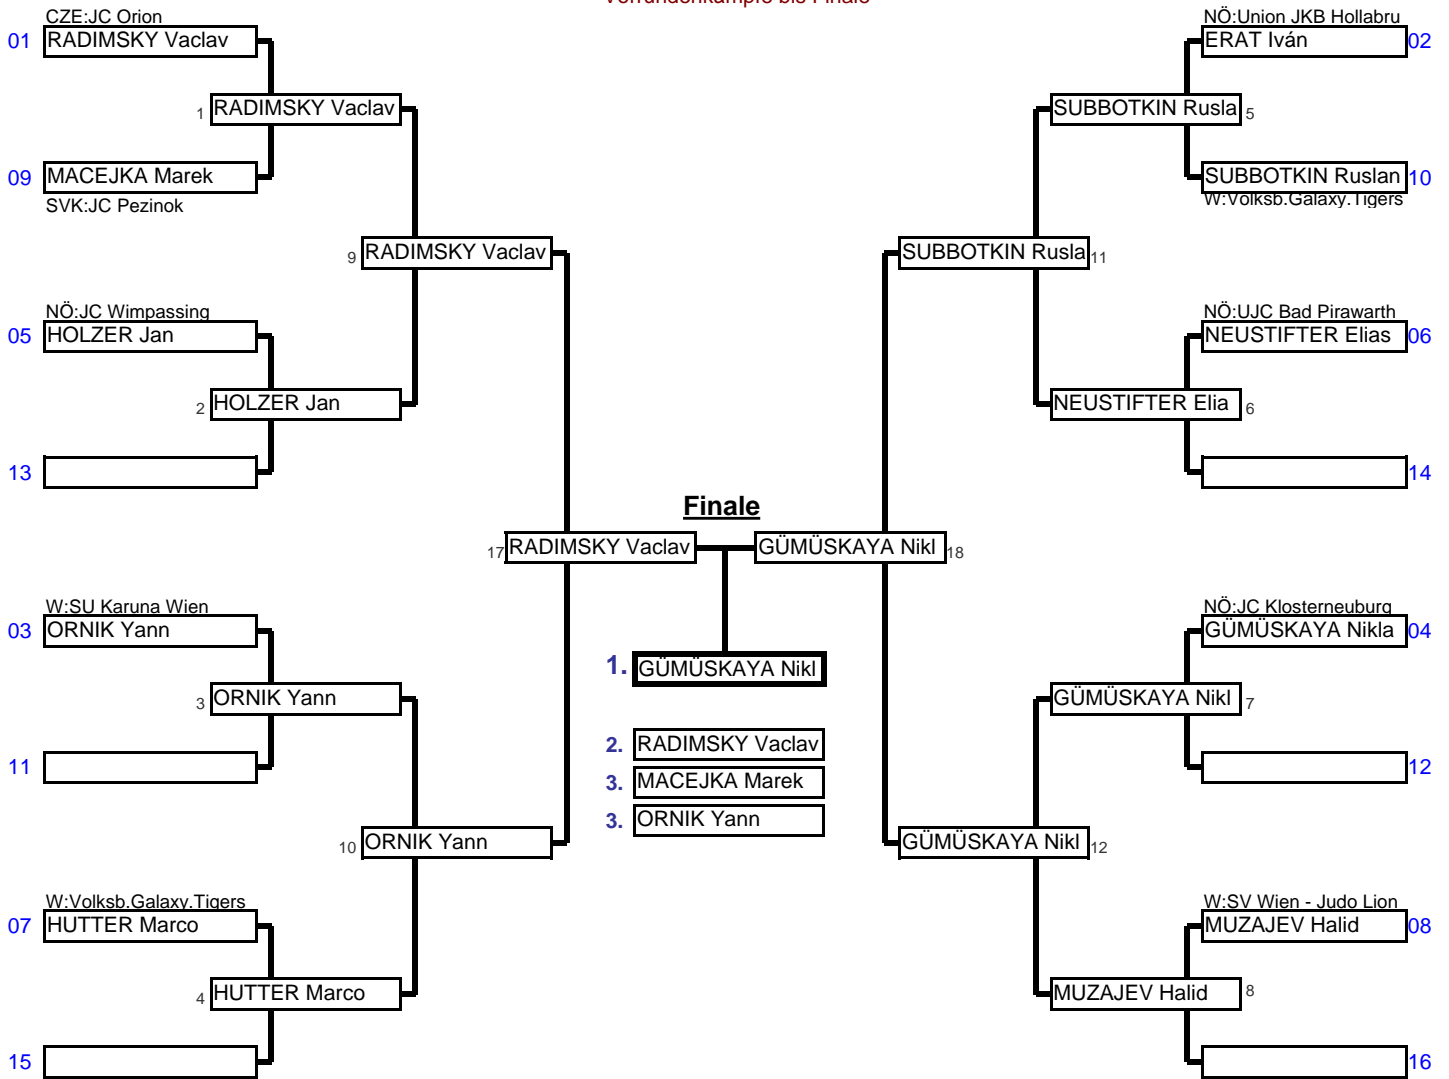 CZE:JC Orion
01 RADIMSKY Vaclav
1 RADIMSKY Vaclav
09 MACEJKA Marek
SVK:JC Pezinok
9 RADIMSKY Vaclav
NÖ:JC Wimpassing
05 HOLZER Jan
2 HOLZER Jan
13
17 RADIMSKY Vaclav
W:SU Karuna Wien
03 ORNIK Yann
3 ORNIK Yann
11
10 ORNIK Yann
W:Volksb.Galaxy.Tigers
07 HUTTER Marco
4 HUTTER Marco
15
Vorrundenkämpfe bis Finale
Finale
1. GÜMÜSKAYA Nikl
2. RADIMSKY Vaclav
3. MACEJKA Marek
3. ORNIK Yann
NÖ:Union JKB Hollabru
ERAT Iván 02
SUBBOTKIN Rusla 5
SUBBOTKIN Ruslan 10
W:Volksb.Galaxy.Tigers
SUBBOTKIN Rusla 11
NÖ:UJC Bad Pirawarth
NEUSTIFTER Elias 06
NEUSTIFTER Elia 6
14
GÜMÜSKAYA Nikl 18
NÖ:JC Klosterneuburg
GÜMÜSKAYA Nikla 04
GÜMÜSKAYA Nikl 7
12
GÜMÜSKAYA Nikl 12
W:SV Wien - Judo Lion
MUZAJEV Halid 08
MUZAJEV Halid 8
16